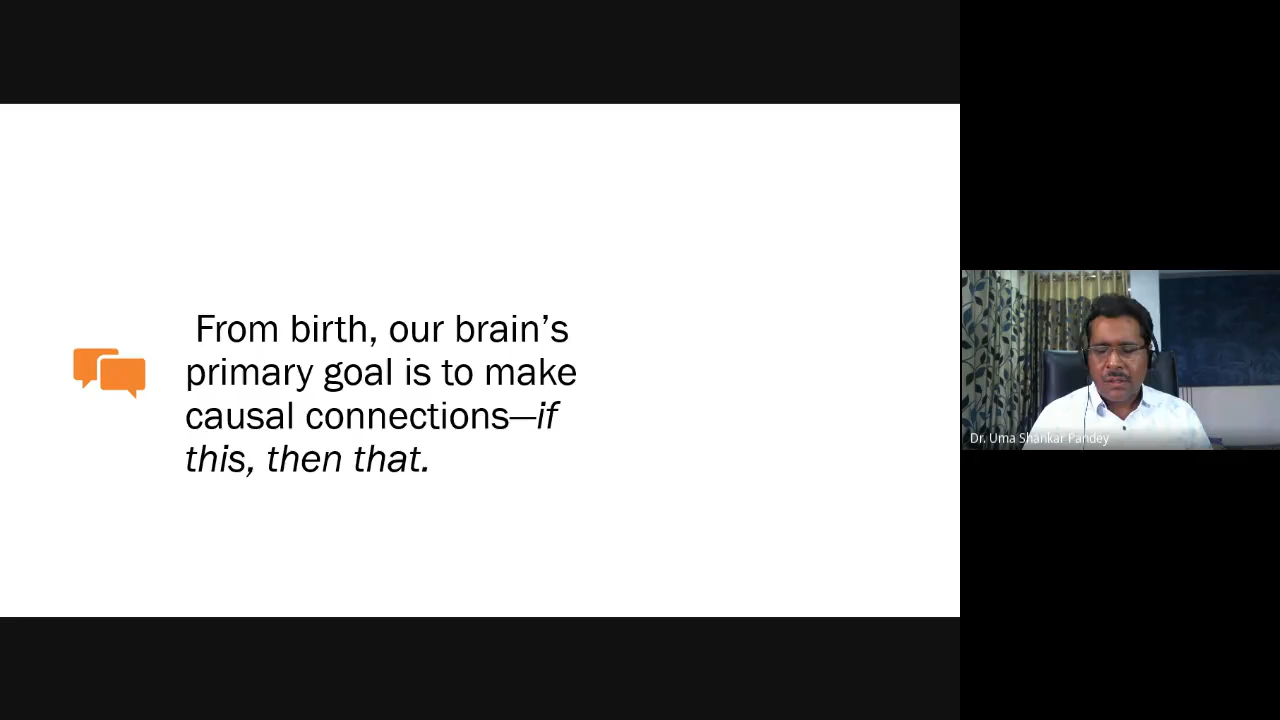 From birth, our brain’s
primary goal is to make
causal connections—if
this, then that.
Dr. Uma Shankar Pandey